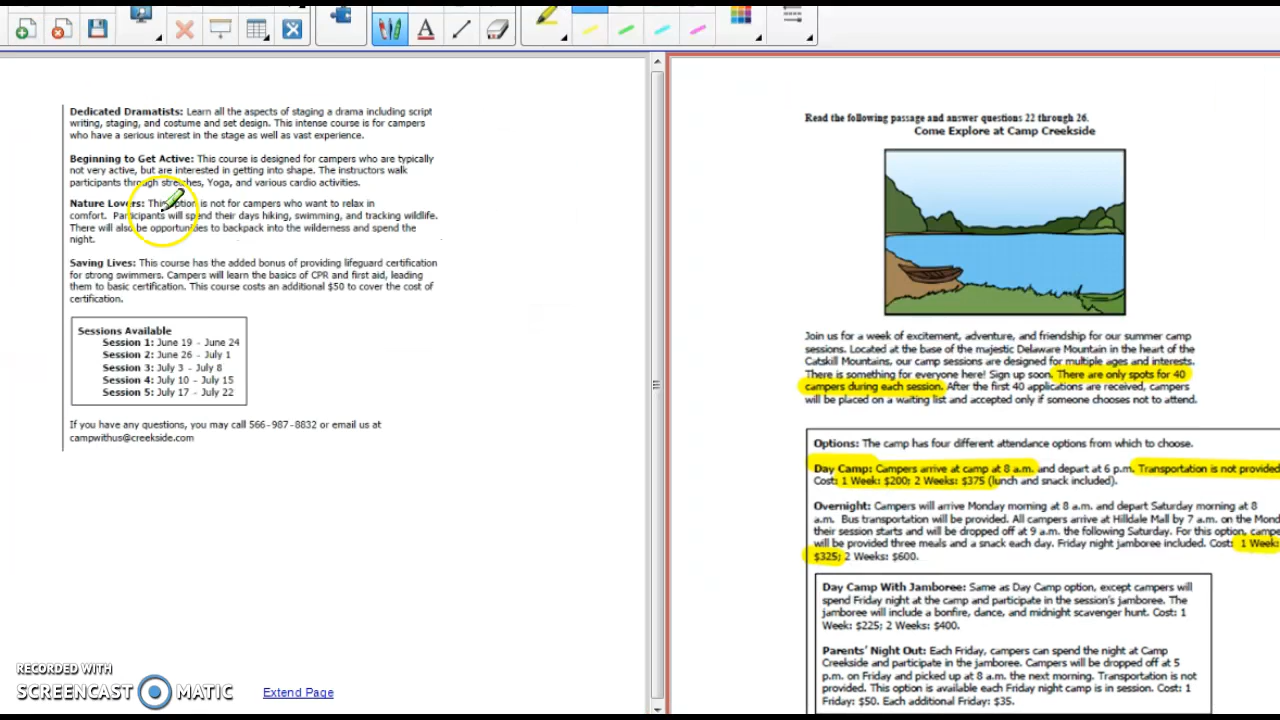 Dedicated Dramatists: Learn all the aspects of staging a drama including script
writing, staging, and costume and set design. This intense course is for campers
who have a serious interest in the stage as well as vast experience.
Beginning to Get Active: This course is designed for campers who are typically
not very active, but are interested in getting into shape. The instructors walk
participants through stretches, Yoga, and various cardio activities.
Nature Lovers: This option is not for campers who want to relax in
comfort. Participants will spend their days hiking, swimming, and tracking wildlife.
There will also be opportunities to backpack into the wilderness and spend the
night.
Saving Lives: This course has the added bonus of providing lifeguard certification
for strong swimmers. Campers will learn the basics of CPR and first aid, leading
them to basic certification. This course costs an additional $50 to cover the cost of
certification.
Sessions Available
Session 1: June 19 - June 24
Session 2: June 26 - July 1
Session 3: July 3 - July 8
Session 4: July 10 - July 15
Session 5: July 17 - July 22
If you have any questions, you may call 566-987-8832 or email us at
campwithus@creekside.com
RECORDED WITH
SCREENCAST MATIC
Extend Page
Read the following passage and answer questions 22 through 26.
Come Explore at Camp Creekside
Join us for a week of excitement, adventure, and friendship for our summer camp
sessions. Located at the base of the majestic Delaware Mountain in the heart of the
Catskill Mountains, our camp sessions are designed for multiple ages and interests.
There is something for everyone here! Sign up soon. There are only spots for 40
campers during each session. After the first 40 applications are received, campers
will be placed on a waiting list and accepted only if someone chooses not to attend.
Options: The camp has four different attendance options from which to choose.
Day Camp: Campers arrive at camp at 8 a.m. and depart at 6 p.m. Transportation is not provided
Cost: 1 Week: $200; 2 Weeks: $375 (lunch and snack included).
Overnight: Campers will arrive Monday morning at 8 a.m. and depart Saturday morning at 8
a.m. Bus transportation will be provided. All campers arrive at Hilldale Mall by 7 a.m. on the Mond
their session starts and will be dropped off at 9 a.m. the following Saturday. For this option, campe
will be provided three meals and a snack each day. Friday night jamboree included. Cost: 1 Week:
$325; 2 Weeks: $600.
Day Camp With Jamboree: Same as Day Camp option, except campers will
spend Friday night at the camp and participate in the session's jamboree. The
jamboree will include a bonfire, dance, and midnight scavenger hunt. Cost: 1
Week: $225; 2 Weeks: $400.
Parents' Night Out: Each Friday, campers can spend the night at Camp
Creekside and participate in the jamboree. Campers will be dropped off at 5
p.m. on Friday and picked up at 8 a.m. the next morning. Transportation is not
provided. This option is available each Friday night camp is in session. Cost: 1
Friday: $50. Each additional Friday: $35.